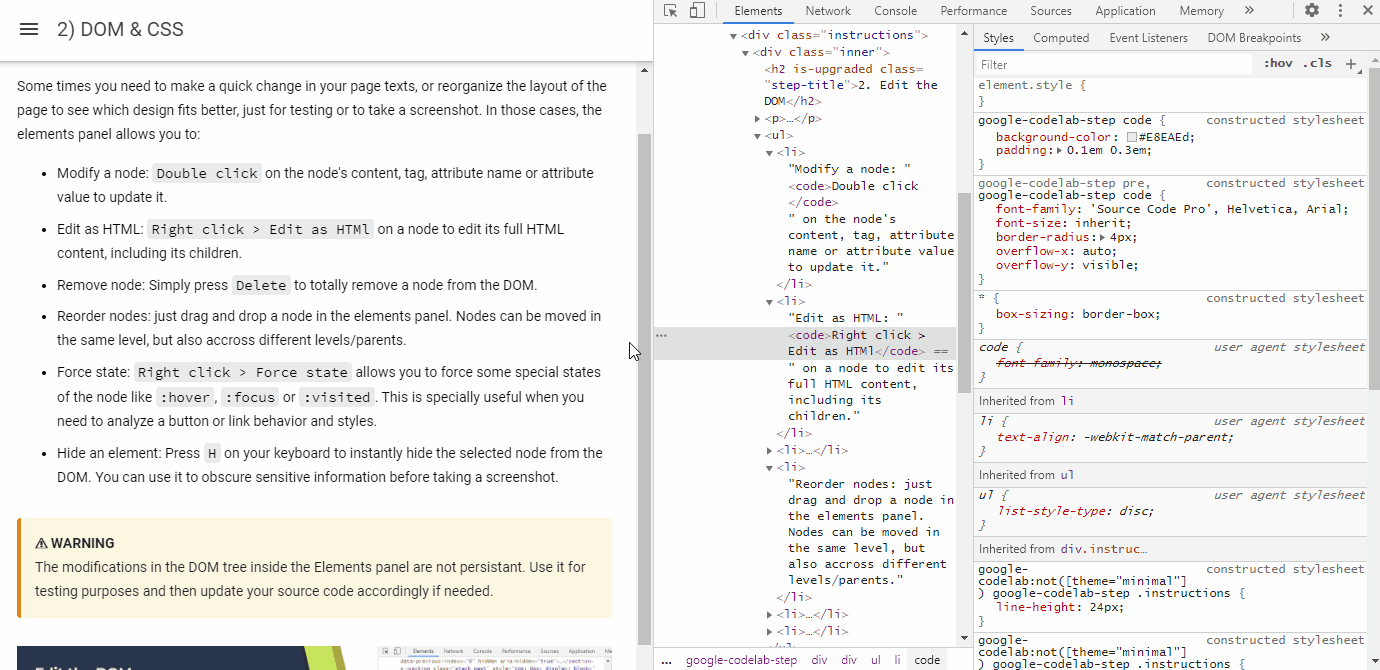 2) DOM & CSS
Some times you need to make a quick change in your page texts, or reorganize the layout of the
page to see which design fits better, just for testing or to take a screenshot. In those cases, the
elements panel allows you to:
Modify a node: Double click on the node's content, tag, attribute name or attribute
value to update it.
Edit as HTML: Right click > Edit as HTMl on a node to edit its full HTML
content, including its children.
Remove node: Simply press Delete to totally remove a node from the DOM.
Reorder nodes: just drag and drop a node in the elements panel. Nodes can be moved in
the same level, but also accross different levels/parents.
Force state: Right click > Force state allows you to force some special states
of the node like :hover, :focus or :visited. This is specially useful when you
need to analyze a button or link behavior and styles.
Hide an element: Press H on your keyboard to instantly hide the selected node from the
DOM. You can use it to obscure sensitive information before taking a screenshot.
⚠ WARNING
The modifications in the DOM tree inside the Elements panel are not persistant. Use it for
testing purposes and then update your source code accordingly if needed.
Edit the DOM
Elements Network Console Performance Sources Application
Elements Network Console Performance Sources Application Memory »
<div class="instructions">
<div class="inner">
<h2 is-upgraded class=
"step-title">2. Edit the
DOM</h2>
<p>…</p>
<ul>
<li>
"Modify a node: "
<code>Double click
</code>
" on the node's
content, tag, attribute
name or attribute value
to update it."
</li>
<li>
"Edit as HTML: "
… <code>Right click >
Edit as HTMl</code> ==
" on a node to edit its
full HTML content,
including its
children."
</li>
<li>…</li>
<li>
"Reorder nodes: just
drag and drop a node in
the elements panel.
Nodes can be moved in
the same level, but
also accross different
levels/parents."
</li>
<li>…</li>
<li>…</li>
… google-codelab-step div div ul li code
Styles Computed Event Listeners DOM Breakpoints »
Filter :hov .cls +
element.style {
}
google-codelab-step code { constructed stylesheet
background-color: #E8EAEd;
padding: 0.1em 0.3em;
}
google-codelab-step pre, constructed stylesheet
google-codelab-step code {
font-family: 'Source Code Pro', Helvetica, Arial;
font-size: inherit;
border-radius: 4px;
overflow-x: auto;
overflow-y: visible;
}
* { constructed stylesheet
box-sizing: border-box;
}
code { user agent stylesheet
font-family: monospace;
}
Inherited from li
li { user agent stylesheet
text-align: -webkit-match-parent;
}
Inherited from ul
ul { user agent stylesheet
list-style-type: disc;
}
Inherited from div.instruc…
google- constructed stylesheet
codelab:not([theme="minimal"]
) google-codelab-step .instructions {
line-height: 24px;
}
google- constructed stylesheet
codelab:not([theme="minimal"]
) google-codelab-step .instructions {